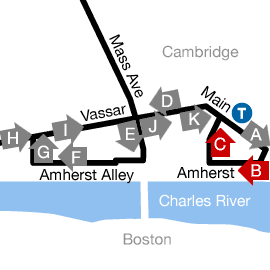 Mass Ave
Cambridge
Main
Vassar
D
T
K
A
H
I
E
J
G
F
C
B
Amherst Alley
Amherst
Charles River
Boston